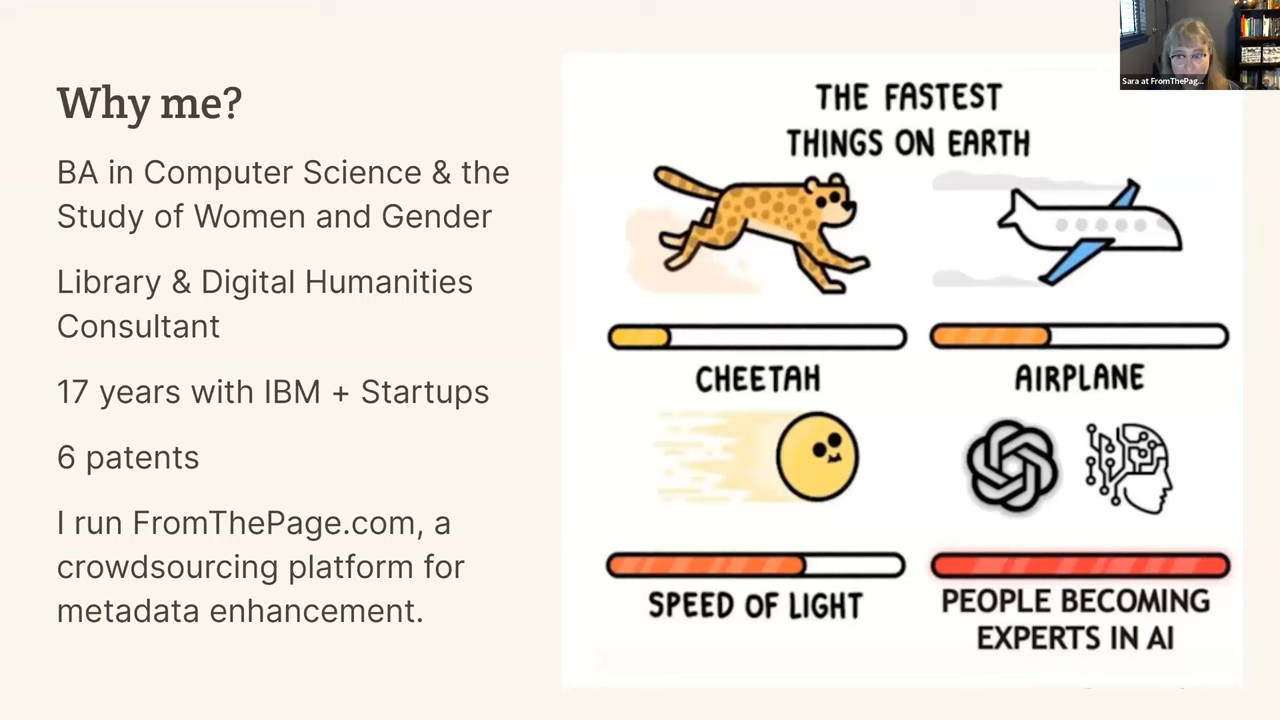 Why me?
BA in Computer Science & the
Study of Women and Gender
Library & Digital Humanities
Consultant
17 years with IBM + Startups
6 patents
I run FromThePage.com, a
crowdsourcing platform for
metadata enhancement.
THE FASTEST
THINGS ON EARTH
CHEETAH
AIRPLANE
SPEED OF LIGHT
PEOPLE BECOMING
EXPERTS IN AI
Sara at FromThePag...